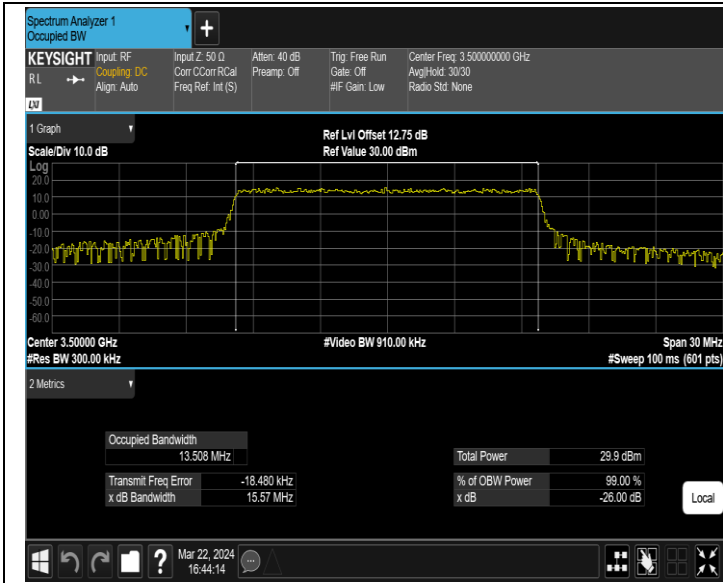 Spectrum Analyzer 1
Occupied BW
+
KEYSIGHT Input: RF Input Z: 50 Ω Atten: 40 dB Trig: Free Run Center Freq: 3.500000000 GHz
RL Coupling: DC Corr CCorr RCal Preamp: Off Gate: Off Avg|Hold: 30/30
Align: Auto Freq Ref: Int (S) #IF Gain: Low Radio Std: None
LXI
1 Graph Ref Lvl Offset 12.75 dB
Scale/Div 10.0 dB Ref Value 30.00 dBm
Log
20.0
10.0
0.00
-10.0
-20.0
-30.0
-40.0
-50.0
-60.0
Center 3.50000 GHz #Video BW 910.00 kHz Span 30 MHz
#Res BW 300.00 kHz #Sweep 100 ms (601 pts)
2 Metrics
Occupied Bandwidth
13.508 MHz Total Power 29.9 dBm
Transmit Freq Error -18.480 kHz % of OBW Power 99.00 %
x dB Bandwidth 15.57 MHz x dB -26.00 dB
Local
? Mar 22, 2024
16:44:14